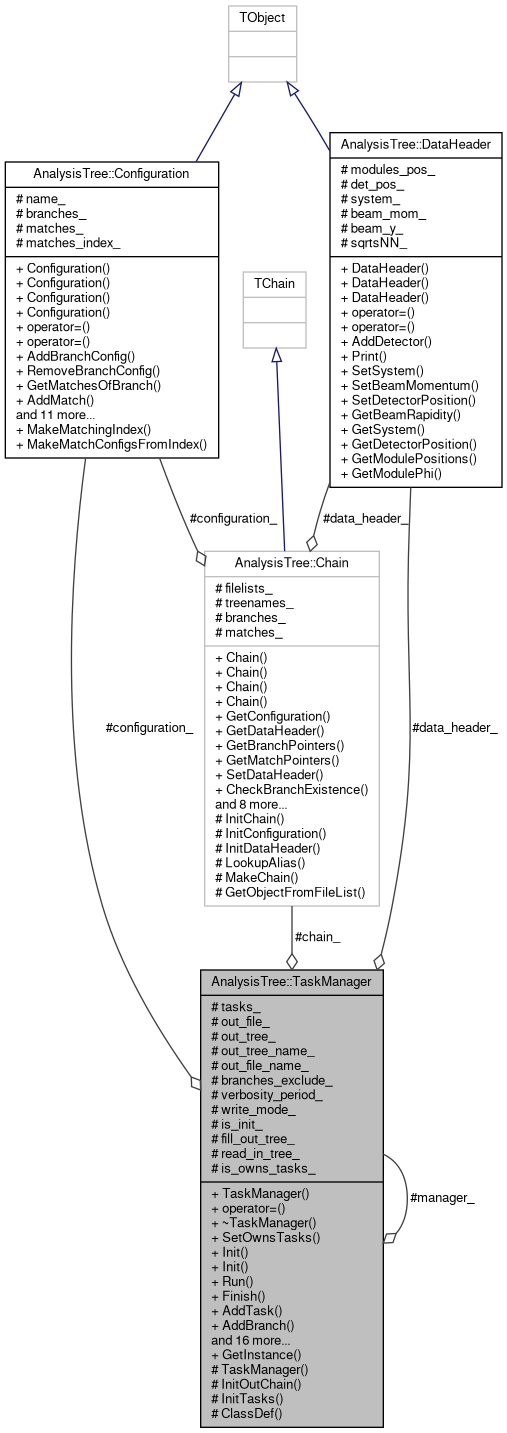 TObject
AnalysisTree::DataHeader
# modules_pos_
# det_pos_
# system_
# beam_mom_
# beam_y_
# sqrtsNN_
+ DataHeader()
+ DataHeader()
+ DataHeader()
+ operator=()
+ operator=()
+ AddDetector()
+ Print()
+ SetSystem()
+ SetBeamMomentum()
+ SetDetectorPosition()
+ GetBeamRapidity()
+ GetSystem()
+ GetDetectorPosition()
+ GetModulePositions()
+ GetModulePhi()
AnalysisTree::Configuration
# name_
# branches_
# matches_
# matches_index_
+ Configuration()
+ Configuration()
+ Configuration()
+ Configuration()
+ operator=()
+ operator=()
+ AddBranchConfig()
+ RemoveBranchConfig()
+ GetMatchesOfBranch()
+ AddMatch()
and 11 more...
+ MakeMatchingIndex()
+ MakeMatchConfigsFromIndex()
TChain
#configuration_
#data_header_
AnalysisTree::Chain
# filelists_
# treenames_
# branches_
# matches_
+ Chain()
+ Chain()
+ Chain()
+ Chain()
+ GetConfiguration()
+ GetDataHeader()
+ GetBranchPointers()
+ GetMatchPointers()
+ SetDataHeader()
+ CheckBranchExistence()
and 8 more...
# InitChain()
# InitConfiguration()
# InitDataHeader()
# LookupAlias()
# MakeChain()
# GetObjectFromFileList()
#configuration_
#data_header_
#chain_
AnalysisTree::TaskManager
# tasks_
# out_file_
# out_tree_
# out_tree_name_
# out_file_name_
# branches_exclude_
# verbosity_period_
# write_mode_
# is_init_
# fill_out_tree_
# read_in_tree_
# is_owns_tasks_
+ TaskManager()
+ operator=()
+ ~TaskManager()
+ SetOwnsTasks()
+ Init()
+ Init()
+ Run()
+ Finish()
+ AddTask()
+ AddBranch()
and 16 more...
+ GetInstance()
# TaskManager()
# InitOutChain()
# InitTasks()
# ClassDef()
#manager_